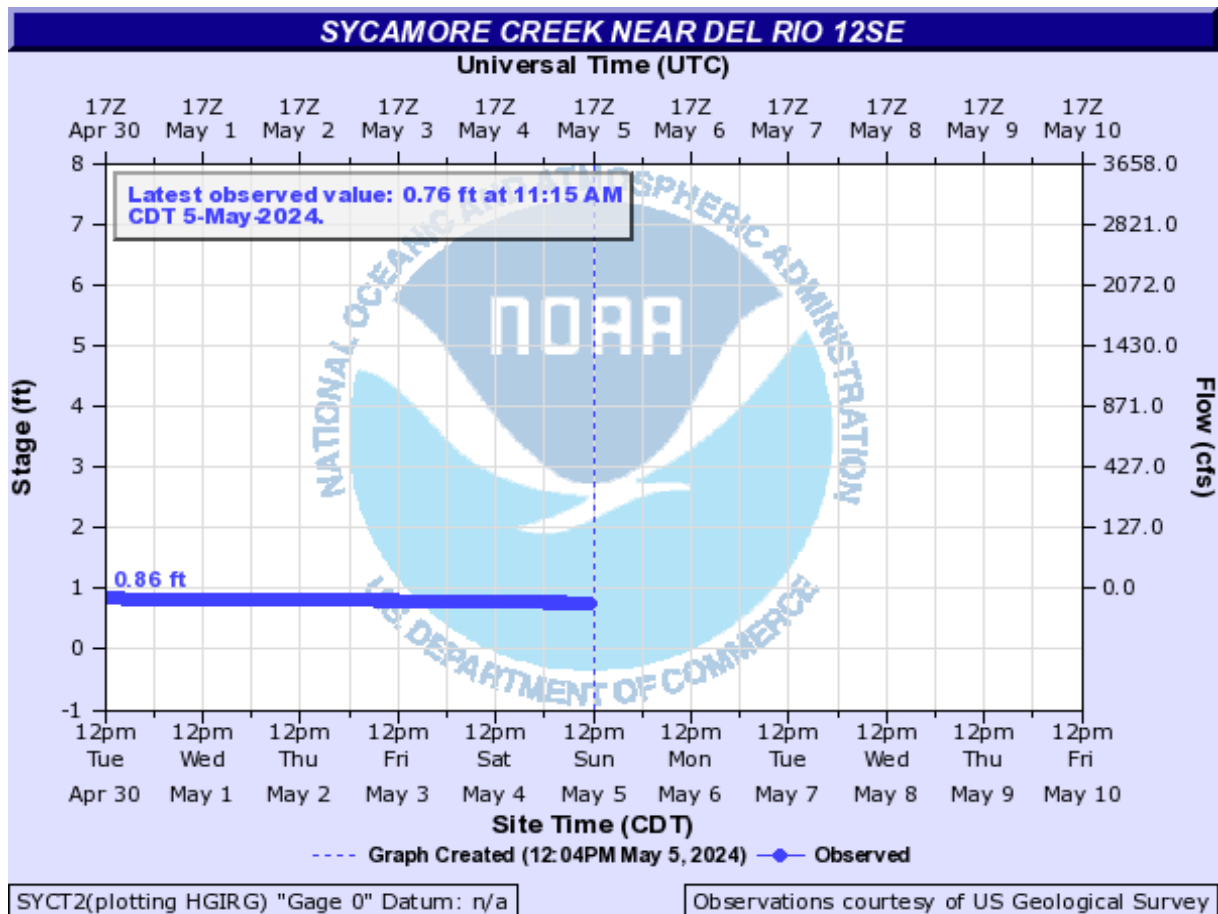 SYCAMORE CREEK NEAR DEL RIO 12SE
Universal Time (UTC)
17Z 17Z 17Z 17Z 17Z 17Z 17Z 17Z 17Z 17Z 17Z
Apr 30 May 1 May 2 May 3 May 4 May 5 May 6 May 7 May 8 May 9 May 10
Latest observed value: 0.76 ft at 11:15 AM
CDT 5-May-2024.
8 3658.0
7 2821.0
6 2072.0
5 1430.0
4 871.0
3 427.0
2 127.0
1 0.0
0
-1
Stage (ft)
Flow (cfs)
NATIONAL OCEANIC AND ATMOSPHERIC ADMINISTRATION
NOAA
U.S. DEPARTMENT OF COMMERCE
0.86 ft
12pm 12pm 12pm 12pm 12pm 12pm 12pm 12pm 12pm 12pm 12pm
Tue Wed Thu Fri Sat Sun Mon Tue Wed Thu Fri
Apr 30 May 1 May 2 May 3 May 4 May 5 May 6 May 7 May 8 May 9 May 10
Site Time (CDT)
Graph Created (12:04PM May 5, 2024) Observed
SYCT2(plotting HGIRG) "Gage 0" Datum: n/a
Observations courtesy of US Geological Survey